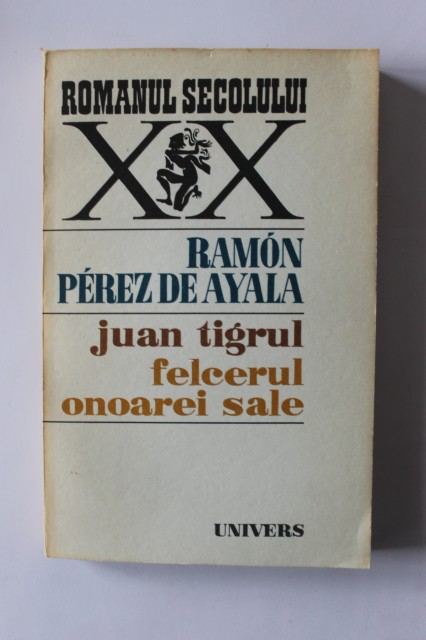 ROMANUL SECOLULUI
XX
RAMÓN
PÉREZ DE AYALA
juan tigrul
felcerul
onoarei sale
UNIVERS